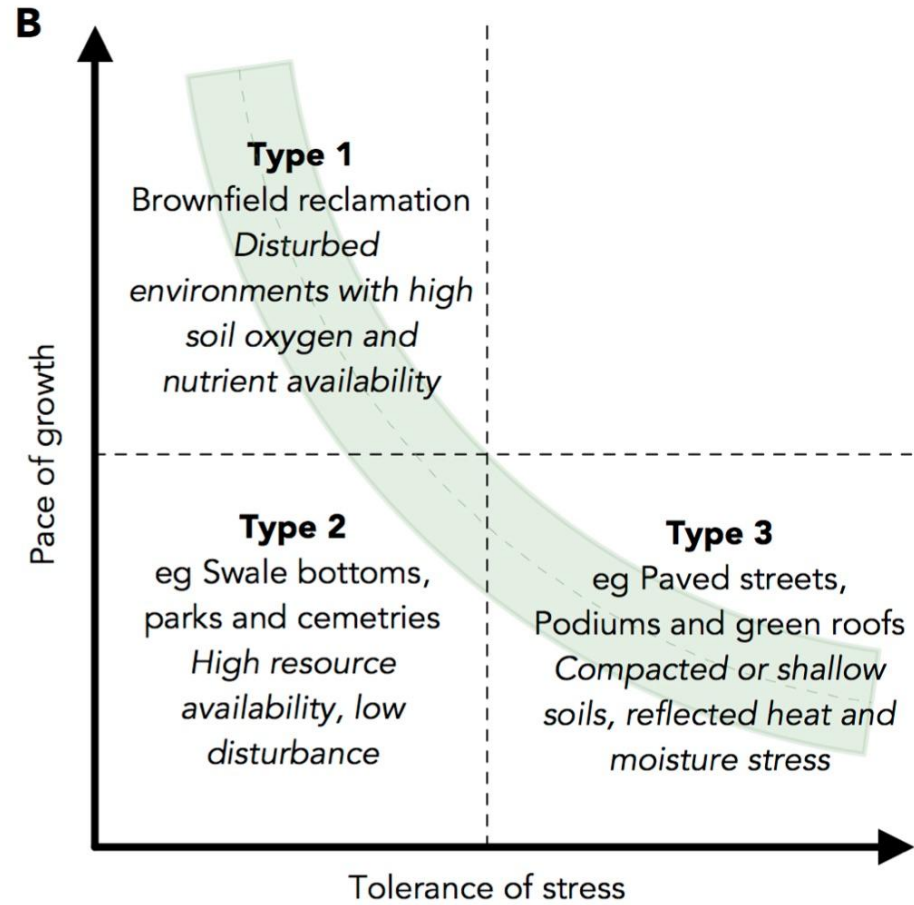 B
Pace of growth
Type 1
Brownfield reclamation
Disturbed
environments with high
soil oxygen and
nutrient availability
Type 2
eg Swale bottoms,
parks and cemetries
High resource
availability, low
disturbance
Type 3
eg Paved streets,
Podiums and green roofs
Compacted or shallow
soils, reflected heat and
moisture stress
Tolerance of stress